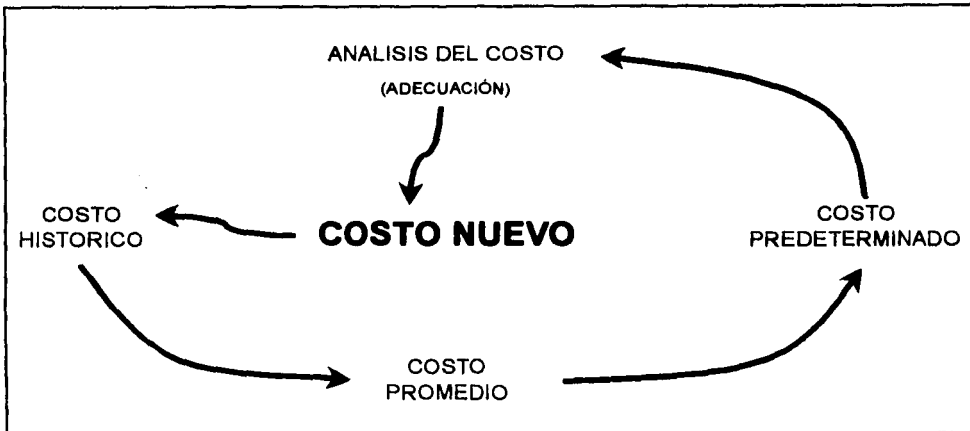 ANALISIS DEL COSTO
(ADECUACIÓN)
COSTO
HISTORICO
COSTO NUEVO
COSTO
PREDETERMINADO
COSTO
PROMEDIO